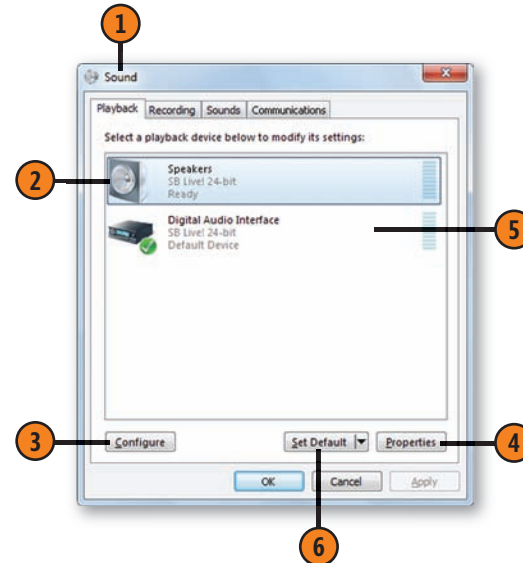 1
Sound
Playback Recording Sounds Communications
Select a playback device below to modify its settings:
2
Speakers
SB Live! 24-bit
Ready
Digital Audio Interface
SB Live! 24-bit
Default Device
5
3
Configure
Set Default
Properties
4
OK
Cancel
Apply
6